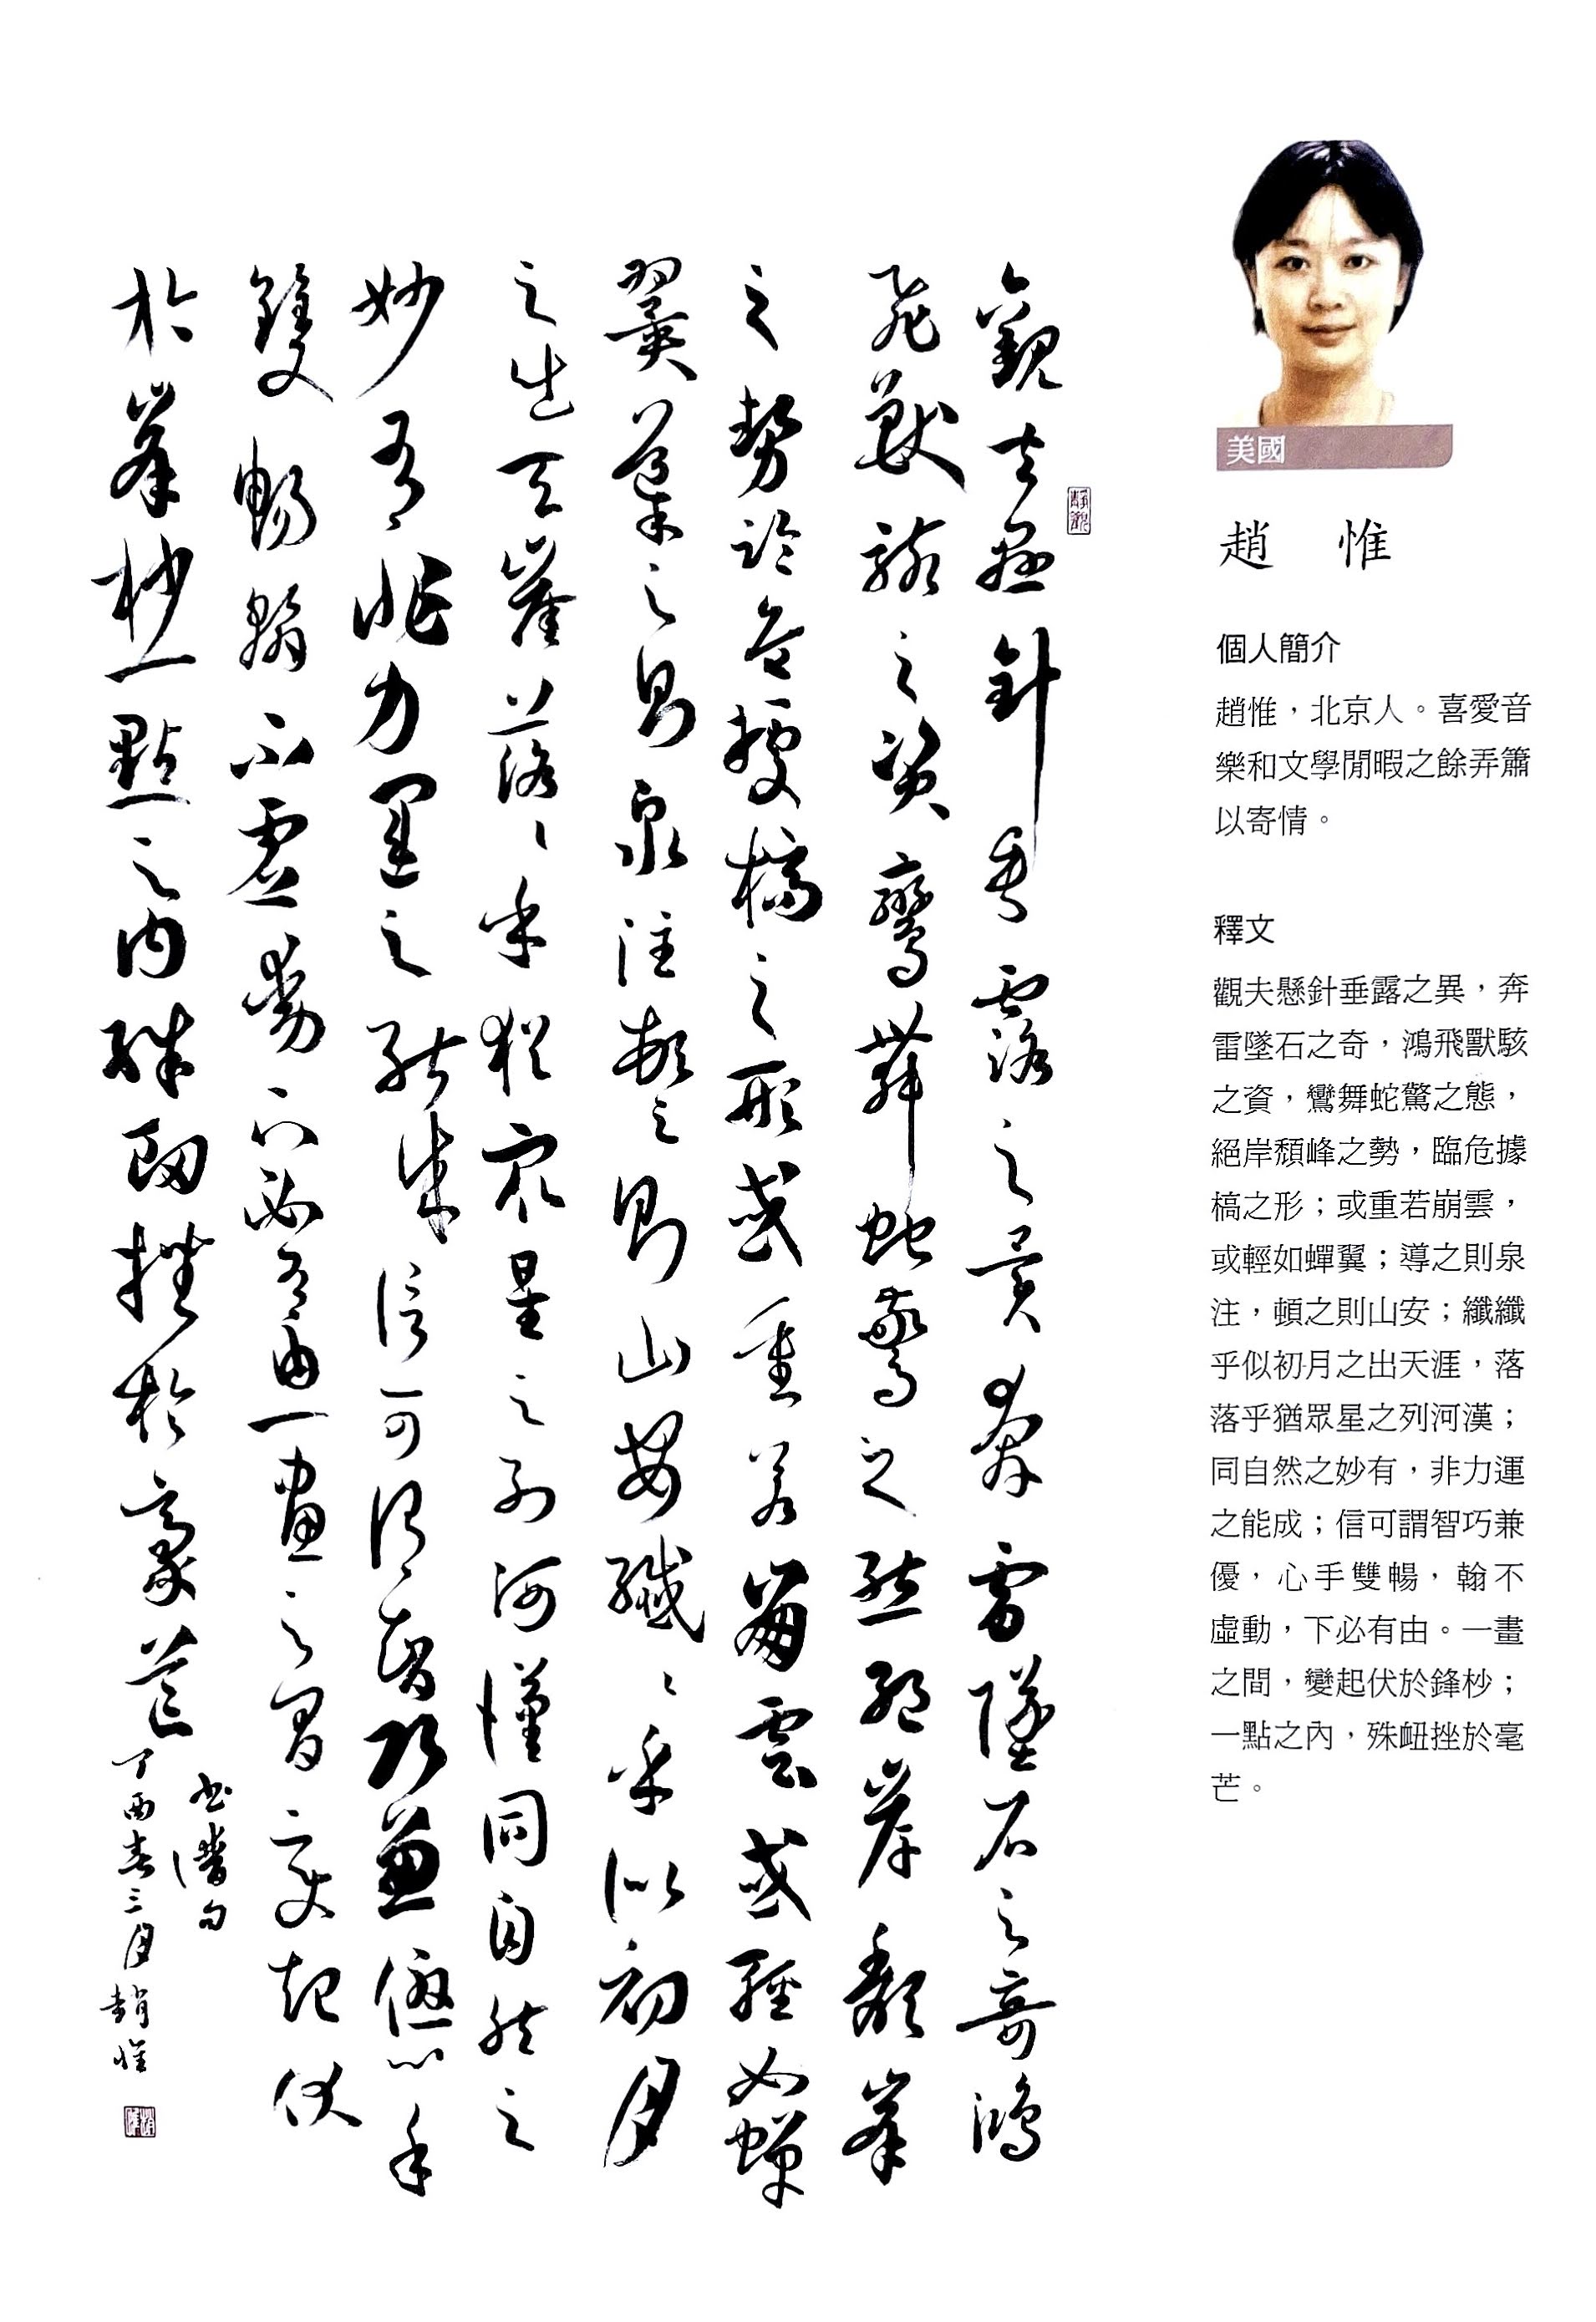 美國
趙 惟
個人簡介
趙惟，北京人。喜愛音
樂和文學閒暇之餘弄簫
以寄情。
釋文
觀夫懸針垂露之異，奔
雷墜石之奇，鴻飛獸駭
之資，鸞舞蛇驚之態，
絕岸頹峰之勢，臨危據
槁之形；或重若崩雲，
或輕如蟬翼；導之則泉
注，頓之則山安；纖纖
乎似初月之出天涯，落
落乎猶眾星之列河漢；
同自然之妙有，非力運
之能成；信可謂智巧兼
優，心手雙暢，翰不
虛動，下必有由。一畫
之間，變起伏於鋒杪；
一點之內，殊衄挫於毫
芒。
靜觀
觀夫懸針垂露之異奔雷墜石之奇鴻
飛獸駭之資鸞舞蛇驚之態絕岸頹峯
之勢臨危據槁之形或重若崩雲或輕如蟬
翼導之則泉注頓之則山安纖〻乎似初月
之出天崖落〻乎猶眾星之列河漢同自然之
妙有非力運之能成信可謂智巧兼優心手
雙暢翰不虛動下必有由一畫之間變起伏
於峯杪一點之內殊衄挫於豪芒
書譜句
丁酉春三月趙惟
趙惟